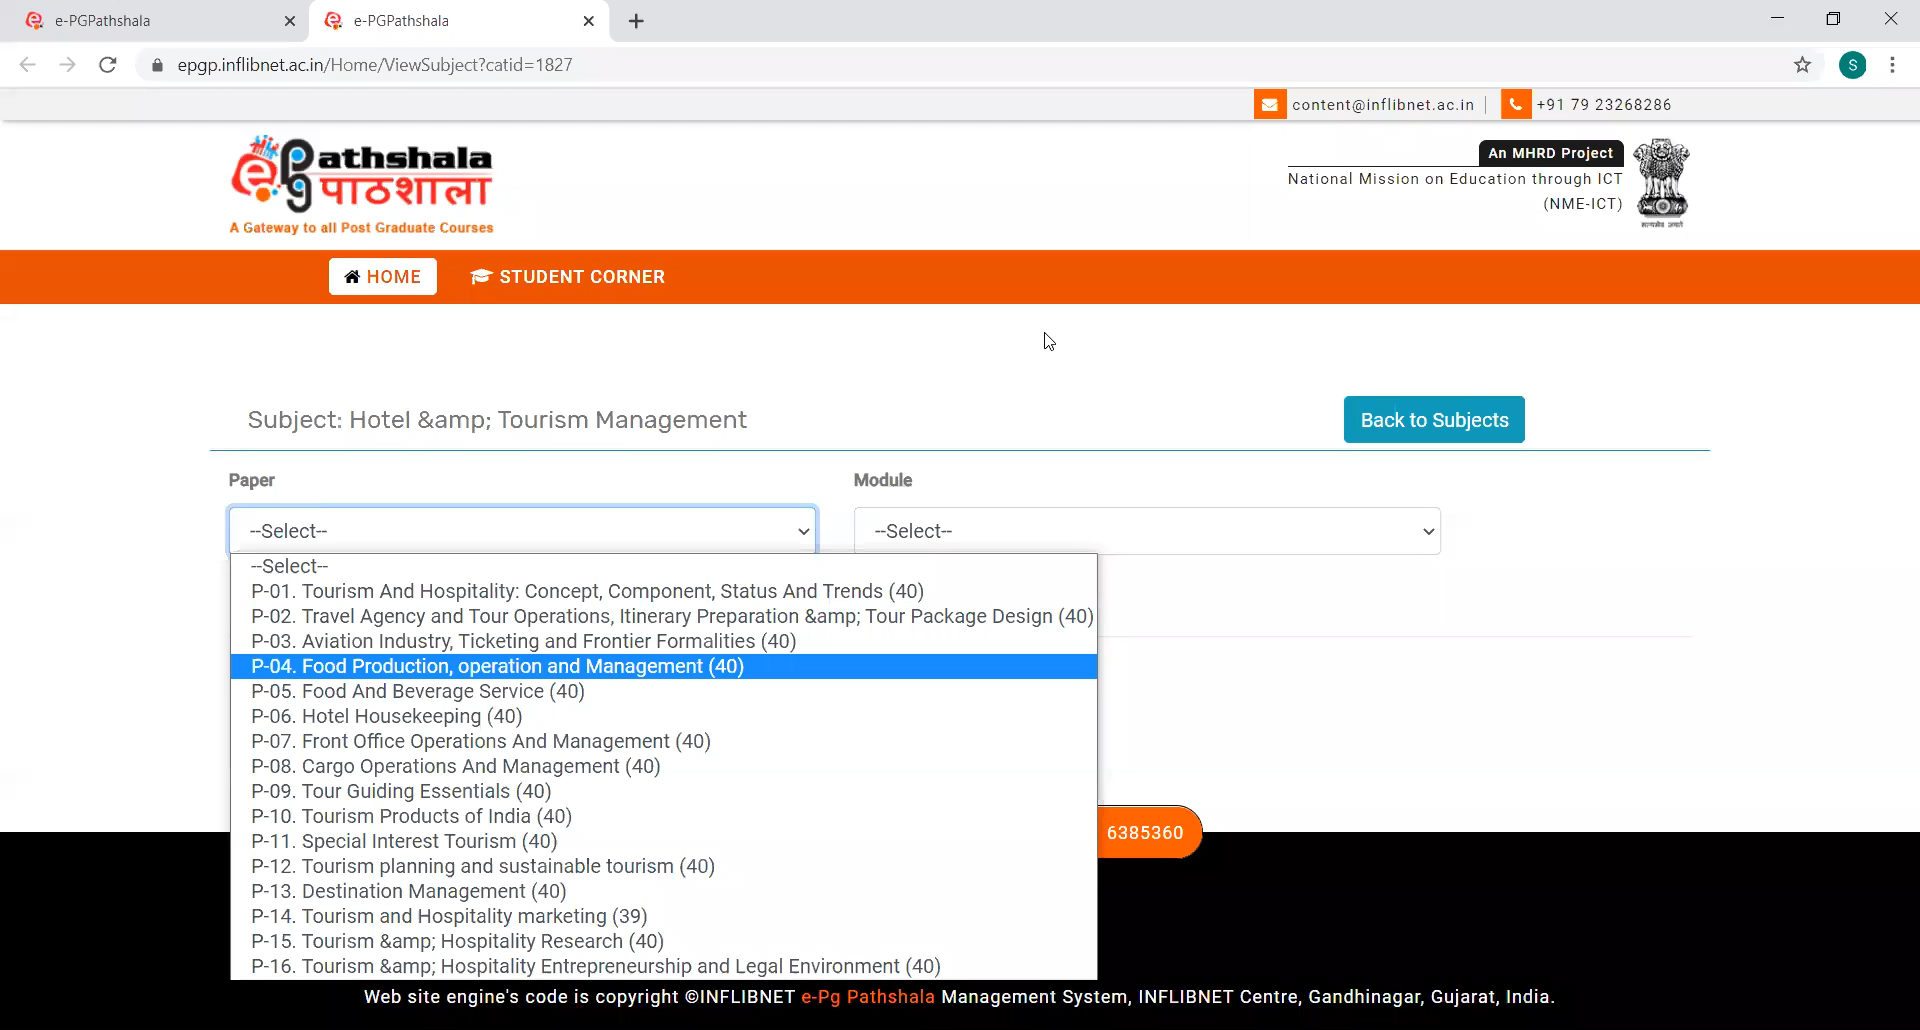 e-PGPathshala
e-PGPathshala
epgp.inflibnet.ac.in/Home/ViewSubject?catid=1827
S
content@inflibnet.ac.in
+91 79 23268286
ePg Pathshala
पाठशाला
A Gateway to all Post Graduate Courses
An MHRD Project
National Mission on Education through ICT
(NME-ICT)
सत्यमेव जयते
HOME
STUDENT CORNER
Subject: Hotel &amp; Tourism Management
Back to Subjects
Paper
Module
--Select--
--Select--
--Select--
P-01. Tourism And Hospitality: Concept, Component, Status And Trends (40)
P-02. Travel Agency and Tour Operations, Itinerary Preparation &amp; Tour Package Design (40)
P-03. Aviation Industry, Ticketing and Frontier Formalities (40)
P-04. Food Production, operation and Management (40)
P-05. Food And Beverage Service (40)
P-06. Hotel Housekeeping (40)
P-07. Front Office Operations And Management (40)
P-08. Cargo Operations And Management (40)
P-09. Tour Guiding Essentials (40)
P-10. Tourism Products of India (40)
P-11. Special Interest Tourism (40)
P-12. Tourism planning and sustainable tourism (40)
P-13. Destination Management (40)
P-14. Tourism and Hospitality marketing (39)
P-15. Tourism &amp; Hospitality Research (40)
P-16. Tourism &amp; Hospitality Entrepreneurship and Legal Environment (40)
6385360
Web site engine's code is copyright ©INFLIBNET e-Pg Pathshala Management System, INFLIBNET Centre, Gandhinagar, Gujarat, India.